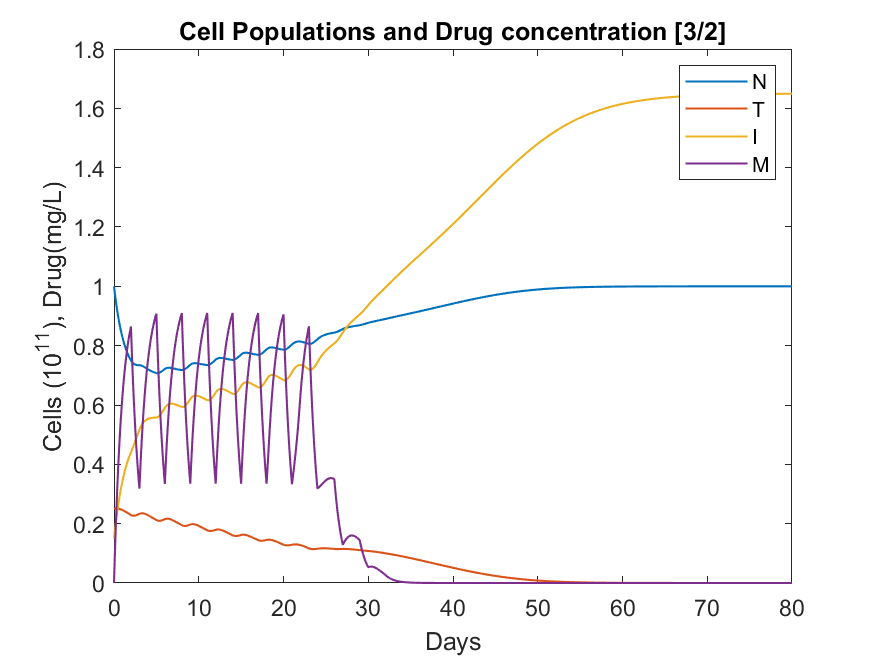 Cell Populations and Drug concentration [3/2]
N
T
I
M
1.8
1.6
1.4
1.2
1
0.8
0.6
0.4
0.2
0
Cells (10^11), Drug(mg/L)
0 10 20 30 40 50 60 70 80
Days